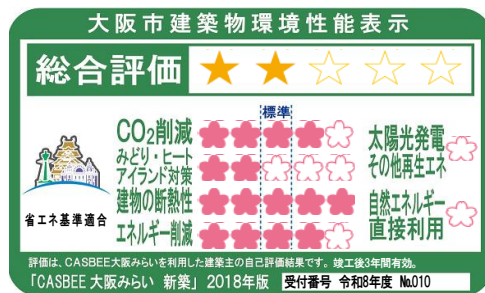 大阪市建築物環境性能表示
総合評価
標準
CO₂削減
みどり・ヒート
アイランド対策
建物の断熱性
エネルギー削減
太陽光発電
その他再生エネ
自然エネルギー
直接利用
省エネ基準適合
評価は、CASBEE大阪みらいを利用した建築主の自己評価結果です。竣工後3年間有効。
「CASBEE大阪みらい 新築」2018年版 受付番号 令和8年度 №010